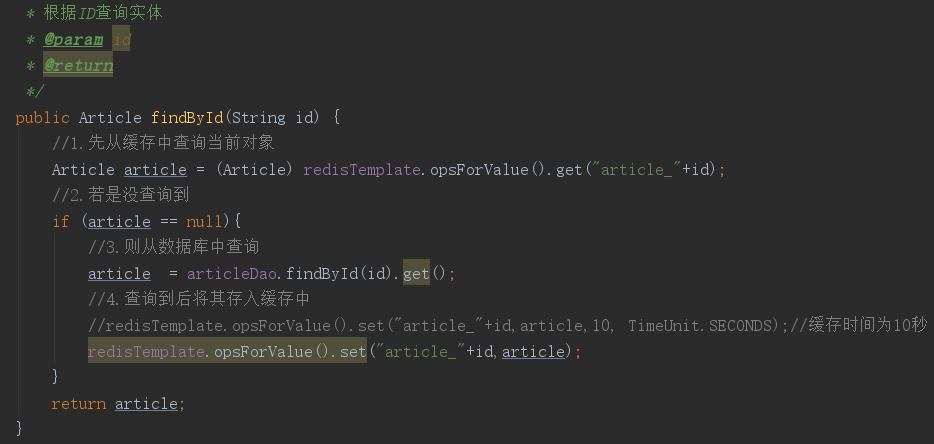 * 根据ID查询实体
* @param id
* @return
*/
public Article findById(String id) {
//1.先从缓存中查询当前对象
Article article = (Article) redisTemplate.opsForValue().get("article_"+id);
//2.若是没查询到
if (article == null){
//3.则从数据库中查询
article  = articleDao.findById(id).get();
//4.查询到后将其存入缓存中
//redisTemplate.opsForValue().set("article_"+id,article,10, TimeUnit.SECONDS);//缓存时间为10秒
redisTemplate.opsForValue().set("article_"+id,article);
}
return article;
}